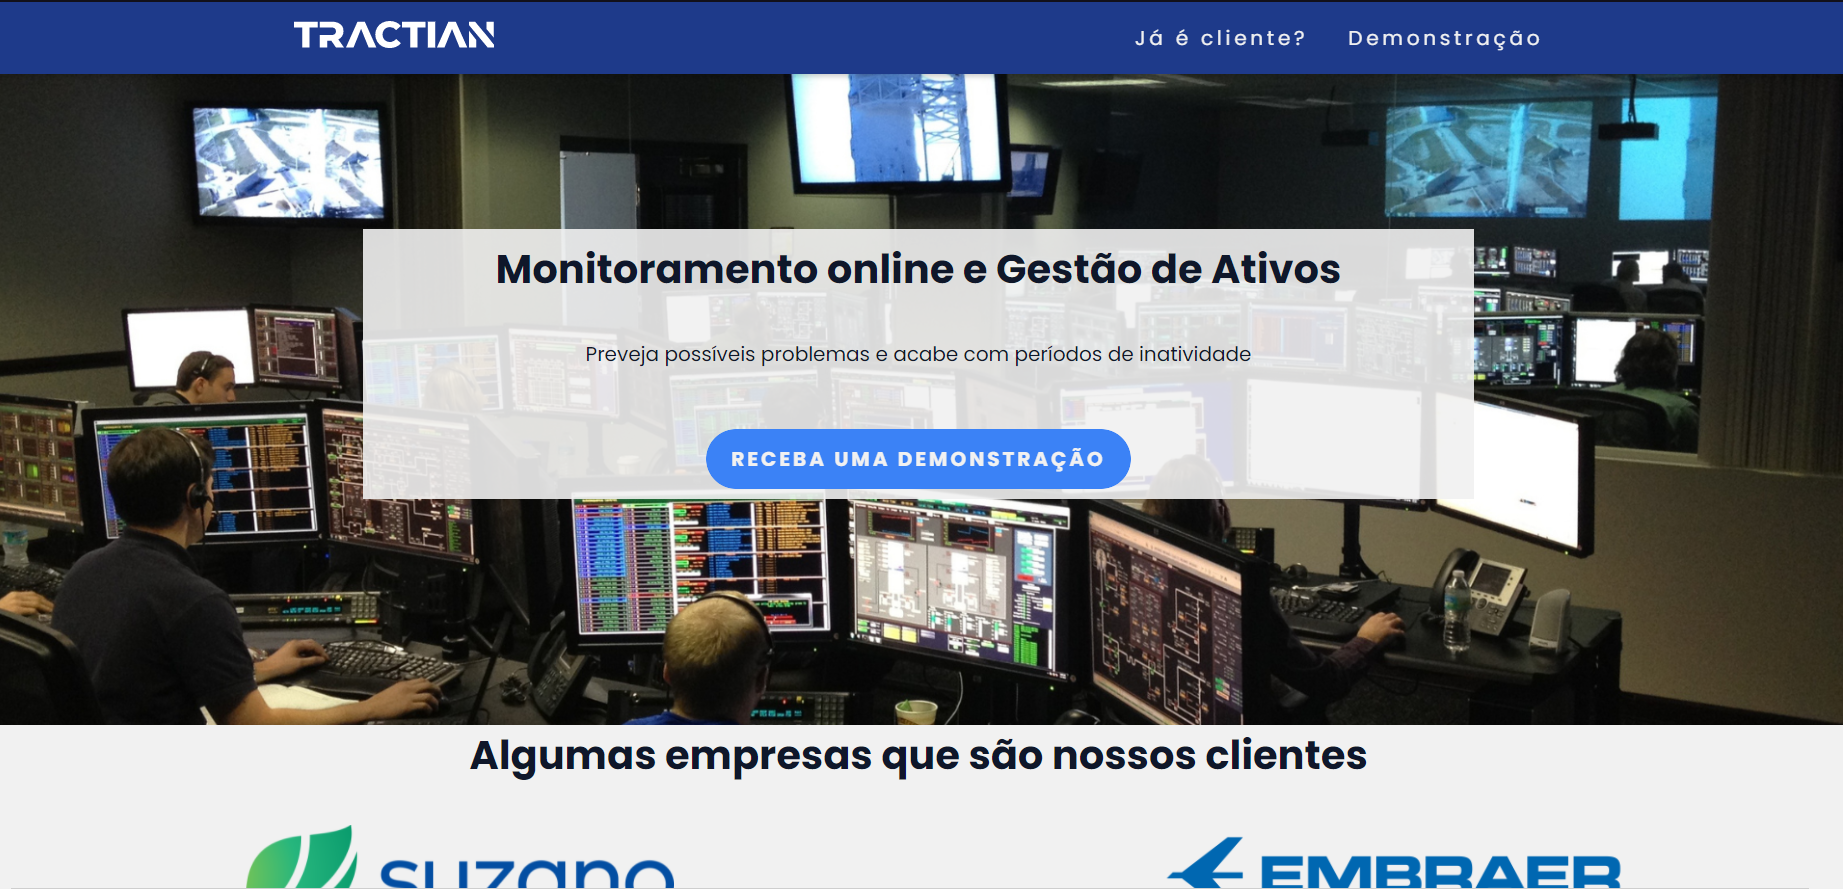 TRACTIAN
Já é cliente? Demonstração
Monitoramento online e Gestão de Ativos
Preveja possíveis problemas e acabe com períodos de inatividade
RECEBA UMA DEMONSTRAÇÃO
Algumas empresas que são nossos clientes
suzano
EMBRAER